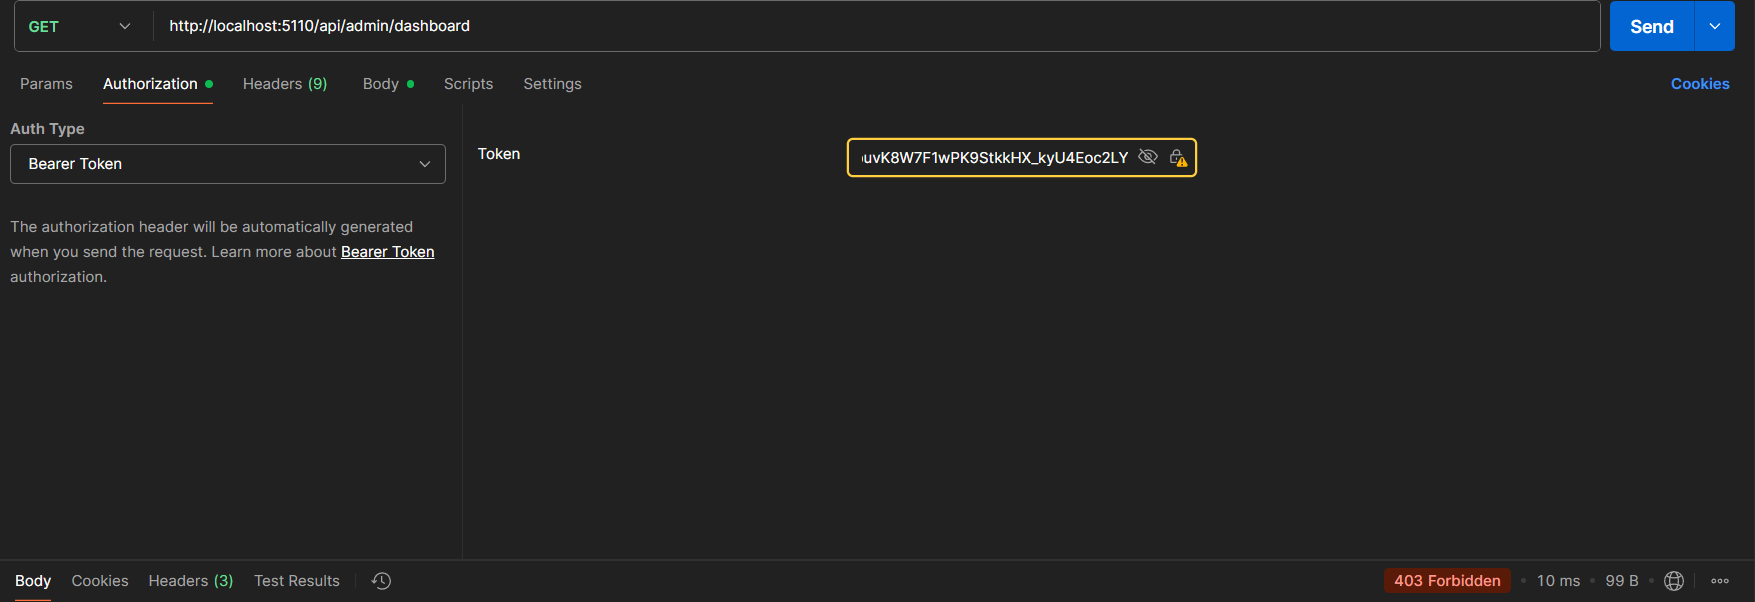 GET http://localhost:5110/api/admin/dashboard Send
Params Authorization Headers (9) Body Scripts Settings Cookies
Auth Type
Bearer Token
Token
uvK8W7F1wPK9StkkHX_kyU4Eoc2LY
The authorization header will be automatically generated
when you send the request. Learn more about Bearer Token
authorization.
Body Cookies Headers (3) Test Results 403 Forbidden • 10 ms • 99 B •